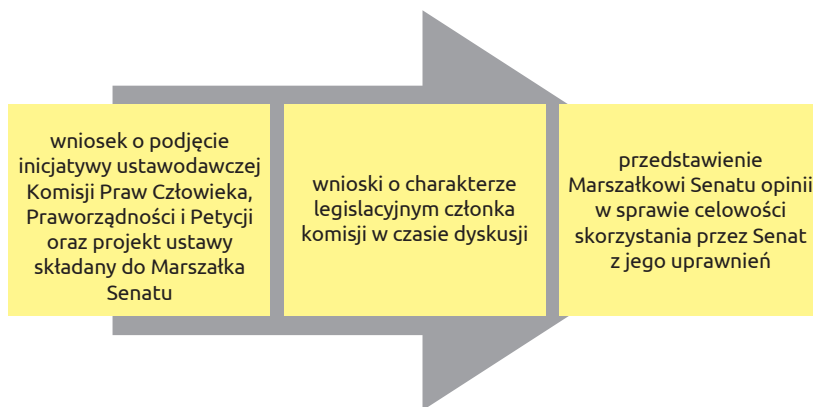 wniosek o podjęcie
inicjatywy ustawodawczej
Komisji Praw Człowieka,
Praworządności i Petycji
oraz projekt ustawy
składany do Marszałka
Senatu
wnioski o charakterze
legislacyjnym członka
komisji w czasie dyskusji
przedstawienie
Marszałkowi Senatu opinii
w sprawie celowości
skorzystania przez Senat
z jego uprawnień